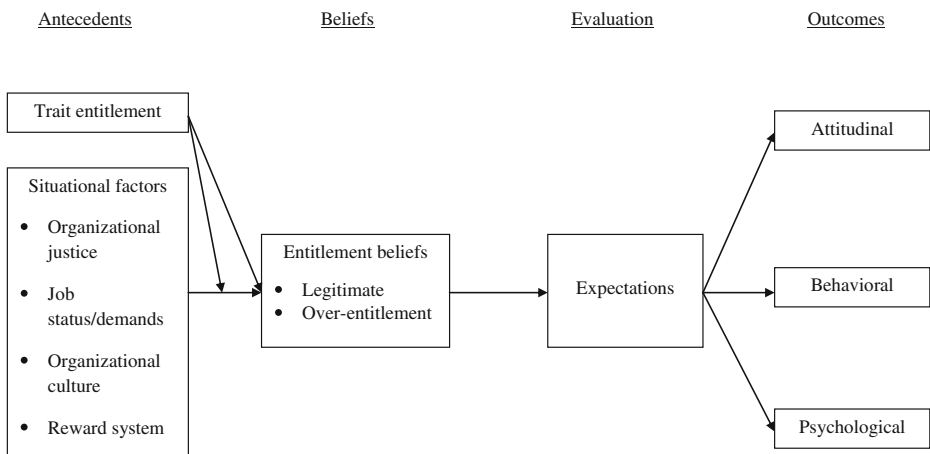 Antecedents Beliefs Evaluation Outcomes
Trait entitlement
Situational factors
• Organizational
justice
• Job
status/demands
• Organizational
culture
• Reward system
Entitlement beliefs
• Legitimate
• Over-entitlement
Expectations
Attitudinal
Behavioral
Psychological